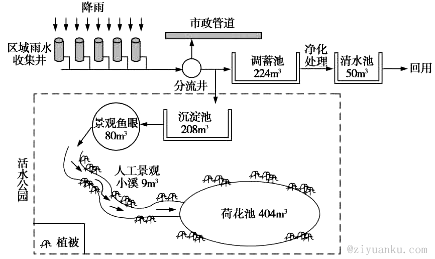 降雨
市政管道
区域雨水
收集井
分流井
调蓄池
224m³
净化
处理
清水池
50m³
回用
沉淀池
208m³
景观鱼眼
80m³
人工景观
小溪 9m³
荷花池 404m³
活水公园
植被
@ziyuanku.com